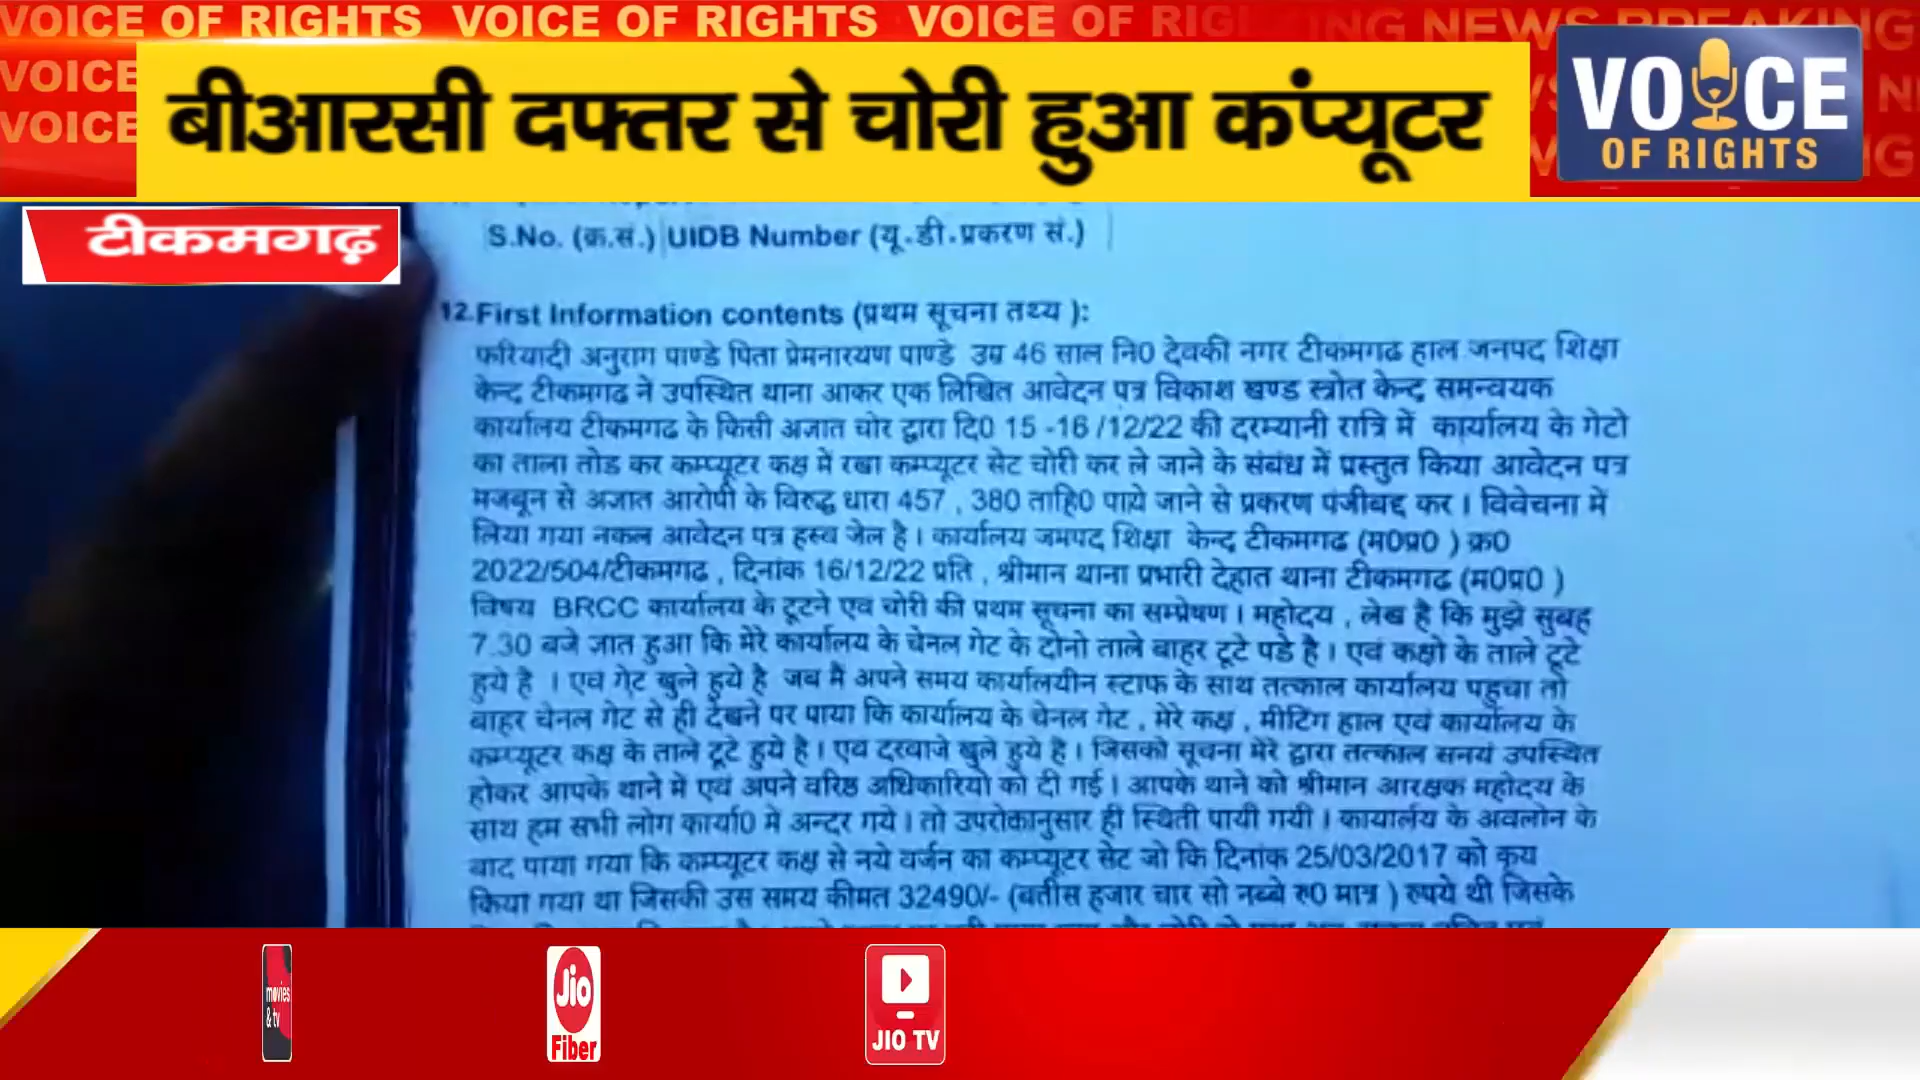 VOICE OF RIGHTS VOICE OF RIGHTS VOICE OF RIG ING NEWS BREAKING
VOICE
VOICE
बीआरसी दफ्तर से चोरी हुआ कंप्यूटर
VOICE
OF RIGHTS
टीकमगढ़
S.No. (क्र.सं.) UIDB Number (यू.डी.प्रकरण सं.)
12.First Information contents (प्रथम सूचना तथ्य ):
फरियादी अनुराग पाण्डे पिता प्रेमनारयण पाण्डे उम्र 46 साल नि0 देवकी नगर टीकमगढ हाल जनपद शिक्षा
केन्द्र टीकमगढ ने उपस्थित थाना आकर एक लिखित आवेदन पत्र विकाश खण्ड स्त्रोत केन्द्र समन्वयक
कार्यालय टीकमगढ के किसी अज्ञात चोर द्वारा दि0 15 -16 /12/22 की दरम्यानी रात्रि में कार्यालय के गेटो
का ताला तोड कर कम्प्यूटर कक्ष में रखा कम्प्यूटर सेट चोरी कर ले जाने के संबंध में प्रस्तुत किया आवेदन पत्र
मजबून से अज्ञात आरोपी के विरुद्ध धारा 457 , 380 ताहि0 पाये जाने से प्रकरण पंजीबद्द कर । विवेचना में
लिया गया नकल आवेदन पत्र हस्ब जेल है । कार्यालय जमपद शिक्षा केन्द्र टीकमगढ (म0प्र0 ) क्र0
2022/504/टीकमगढ , दिनांक 16/12/22 प्रति , श्रीमान थाना प्रभारी देहात थाना टीकमगढ (म0प्र0 )
विषय BRCC कार्यालय के टूटने एवं चोरी की प्रथम सूचना का सम्प्रेषण । महोदय , लेख है कि मुझे सुबह
7.30 बजे ज्ञात हुआ कि मेरे कार्यालय के चेनल गेट के दोनो ताले बाहर टूटे पडे है । एवं कक्षो के ताले टूटे
हुये है । एवं गेट खुले हुये है जब मै अपने समय कार्यालयीन स्टाफ के साथ तत्काल कार्यालय पहुचा तो
बाहर चेनल गेट से ही देखने पर पाया कि कार्यालय के चेनल गेट , मेरे कक्ष , मीटिंग हाल एवं कार्यालय के
कम्प्यूटर कक्ष के ताले टूटे हुये है । एवं दरवाजे खुले हुये है । जिसको सूचना मेरे द्वारा तत्काल सनय उपस्थित
होकर आपके थाने में एवं अपने वरिष्ठ अधिकारियो को दी गई । आपके थाने को श्रीमान आरक्षक महोदय के
साथ हम सभी लोग कार्या0 मे अन्दर गये । तो उपरोक्तानुसार ही स्थिती पायी गयी । कायार्लय के अवलोन के
बाद पाया गया कि कम्प्यूटर कक्ष से नये वर्जन का कम्प्यूटर सेट जो कि दिनांक 25/03/2017 को कृय
किया गया था जिसकी उस समय कीमत 32490/- (बतीस हजार चार सो नब्बे रु0 मात्र ) रुपये थी जिसके
movies
& tv
Jio
Fiber
JIO TV